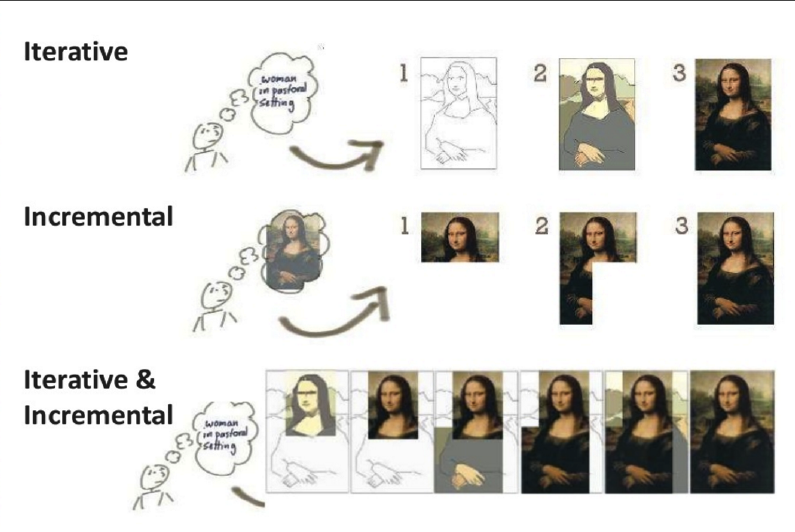 Iterative
woman
in pastoral
setting
1 2 3
Incremental
1 2 3
Iterative &
Incremental
woman
in pastoral
setting